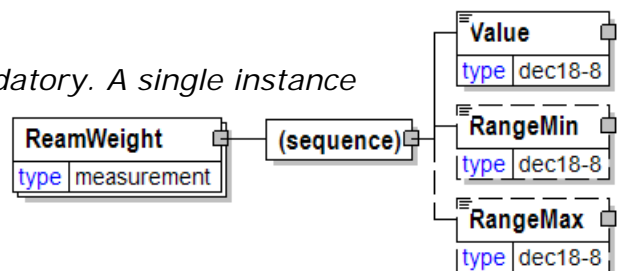 Value
type dec18-8
datory. A single instance
RangeMin
type dec18-8
ReamWeight
type measurement
(sequence)
RangeMax
type dec18-8